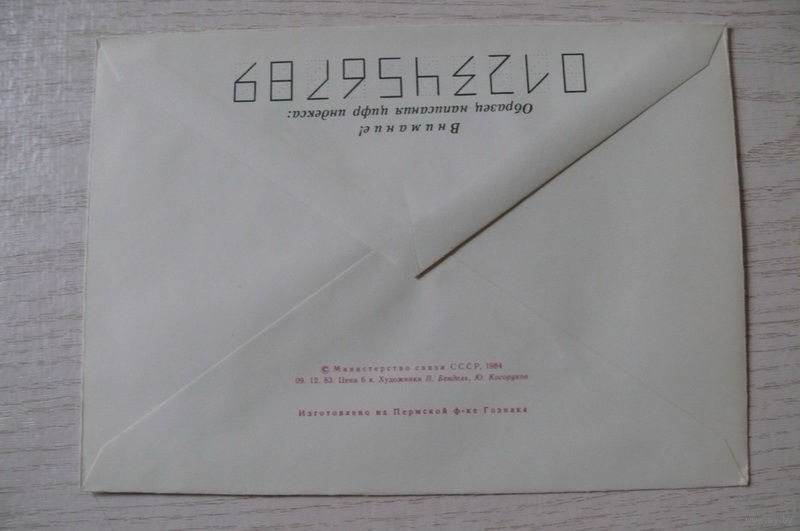 Внимание!
Образец написания цифр индекса:
0123456789
© Министерство связи СССР, 1984
09. 12. 83. Цена 6 к. Художники П. Бендель, Ю. Косоруков
Изготовлено на Пермской ф-ке Гознака